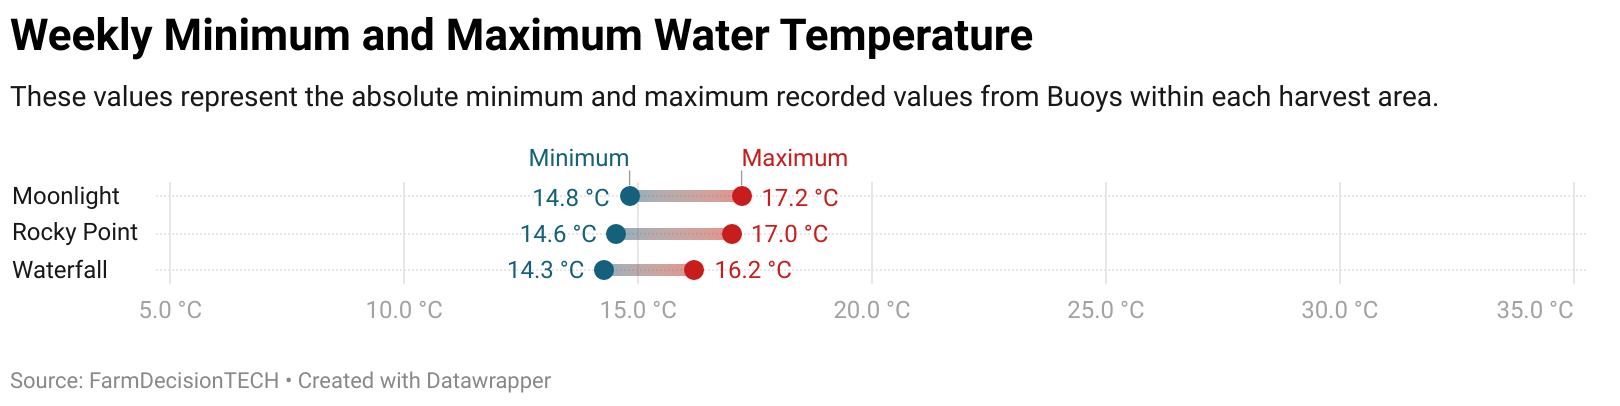 Weekly Minimum and Maximum Water Temperature
These values represent the absolute minimum and maximum recorded values from Buoys within each harvest area.
Minimum Maximum
Moonlight 14.8 °C 17.2 °C
Rocky Point 14.6 °C 17.0 °C
Waterfall 14.3 °C 16.2 °C
5.0 °C 10.0 °C 15.0 °C 20.0 °C 25.0 °C 30.0 °C 35.0 °C
Source: FarmDecisionTECH • Created with Datawrapper